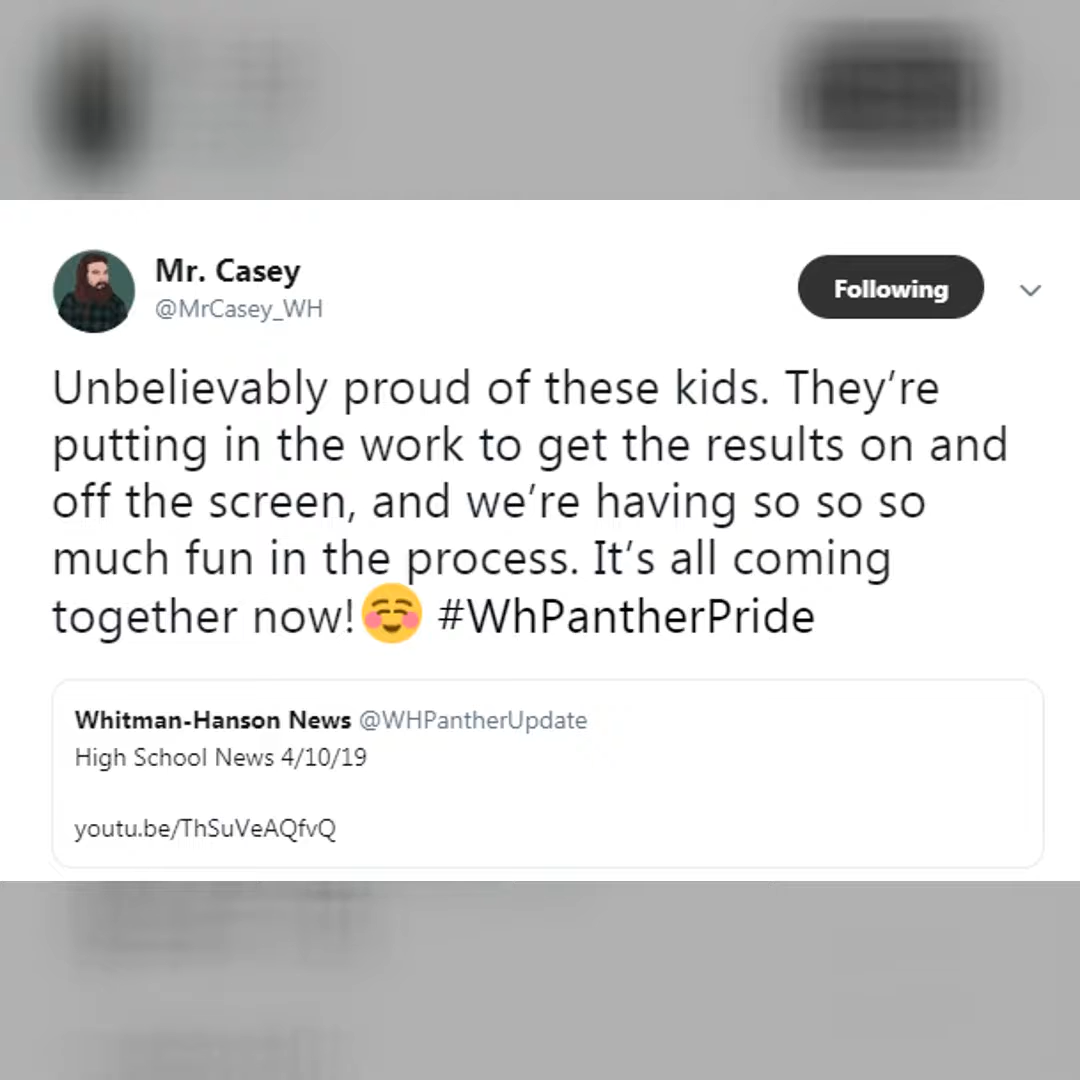 Mr. Casey
@MrCasey_WH
Following
Unbelievably proud of these kids. They’re
putting in the work to get the results on and
off the screen, and we’re having so so so
much fun in the process. It’s all coming
together now!☺️ #WhPantherPride
Whitman-Hanson News @WHPantherUpdate
High School News 4/10/19
youtu.be/ThSuVeAQfvQ